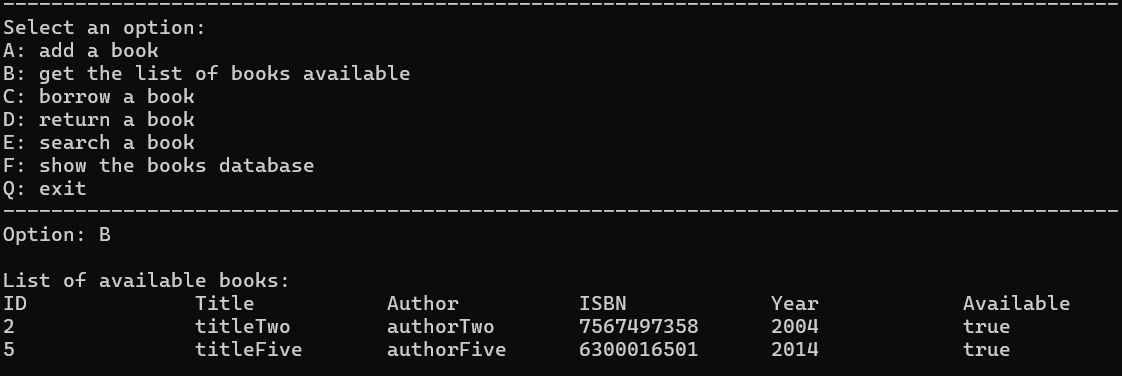 --------------------------------------------------------------------------------------------
Select an option:
A: add a book
B: get the list of books available
C: borrow a book
D: return a book
E: search a book
F: show the books database
Q: exit
--------------------------------------------------------------------------------------------
Option: B
List of available books:
ID Title Author ISBN Year Available
2 titleTwo authorTwo 7567497358 2004 true
5 titleFive authorFive 6300016501 2014 true